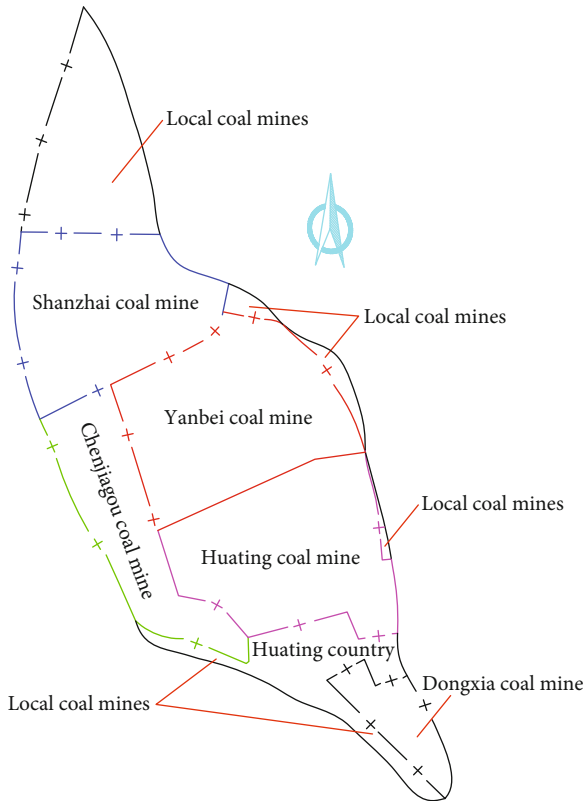 Local coal mines
Shanzhai coal mine
Local coal mines
Yanbei coal mine
Chenjiagou coal mine
Local coal mines
Huating coal mine
Huating country
Dongxia coal mine
Local coal mines